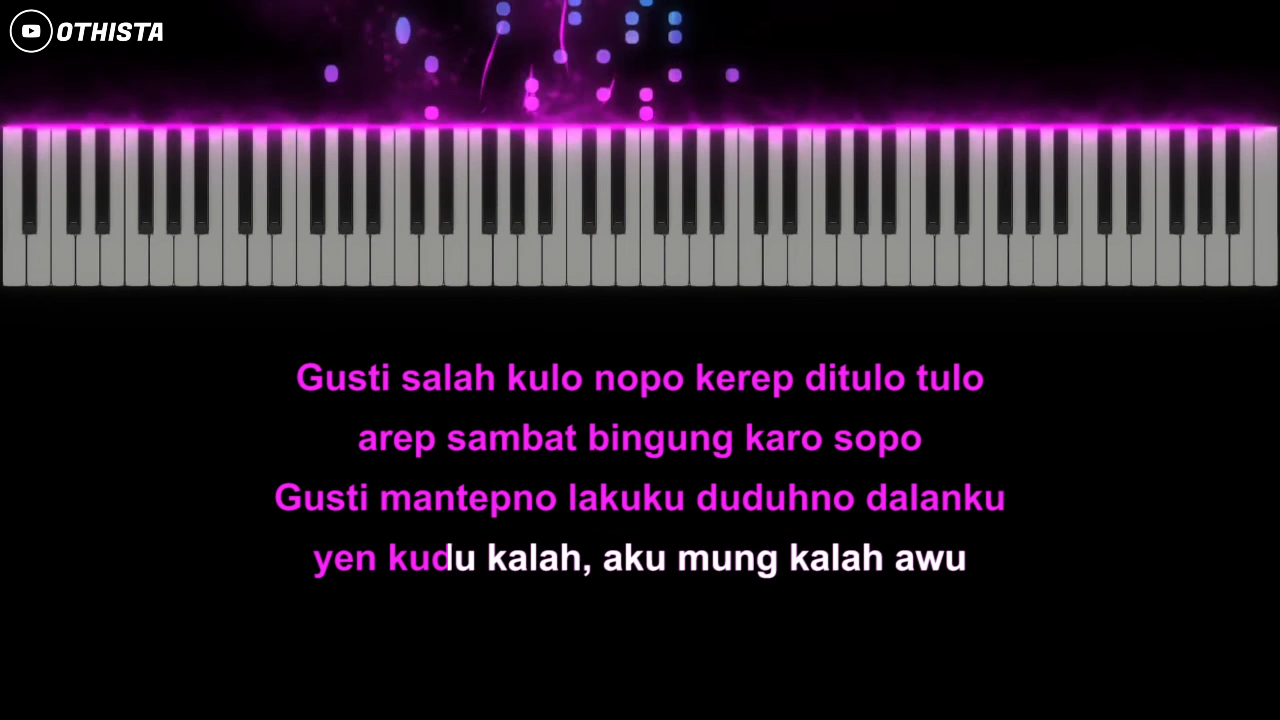 OTHISTA
Gusti salah kulo nopo kerep ditulo tulo
arep sambat bingung karo sopo
Gusti mantepno lakuku duduhno dalanku
yen kudu kalah, aku mung kalah awu